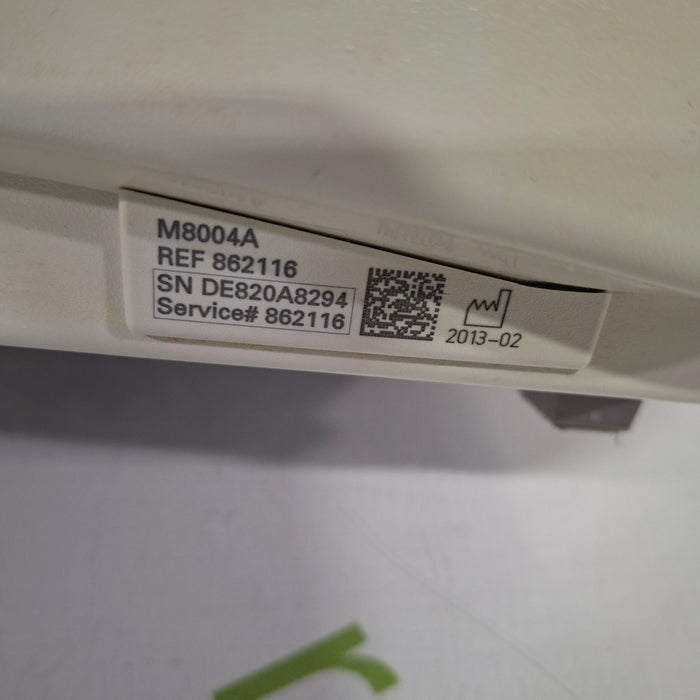 M8004A
REF 862116
SN DE820A8294
Service# 862116
2013-02